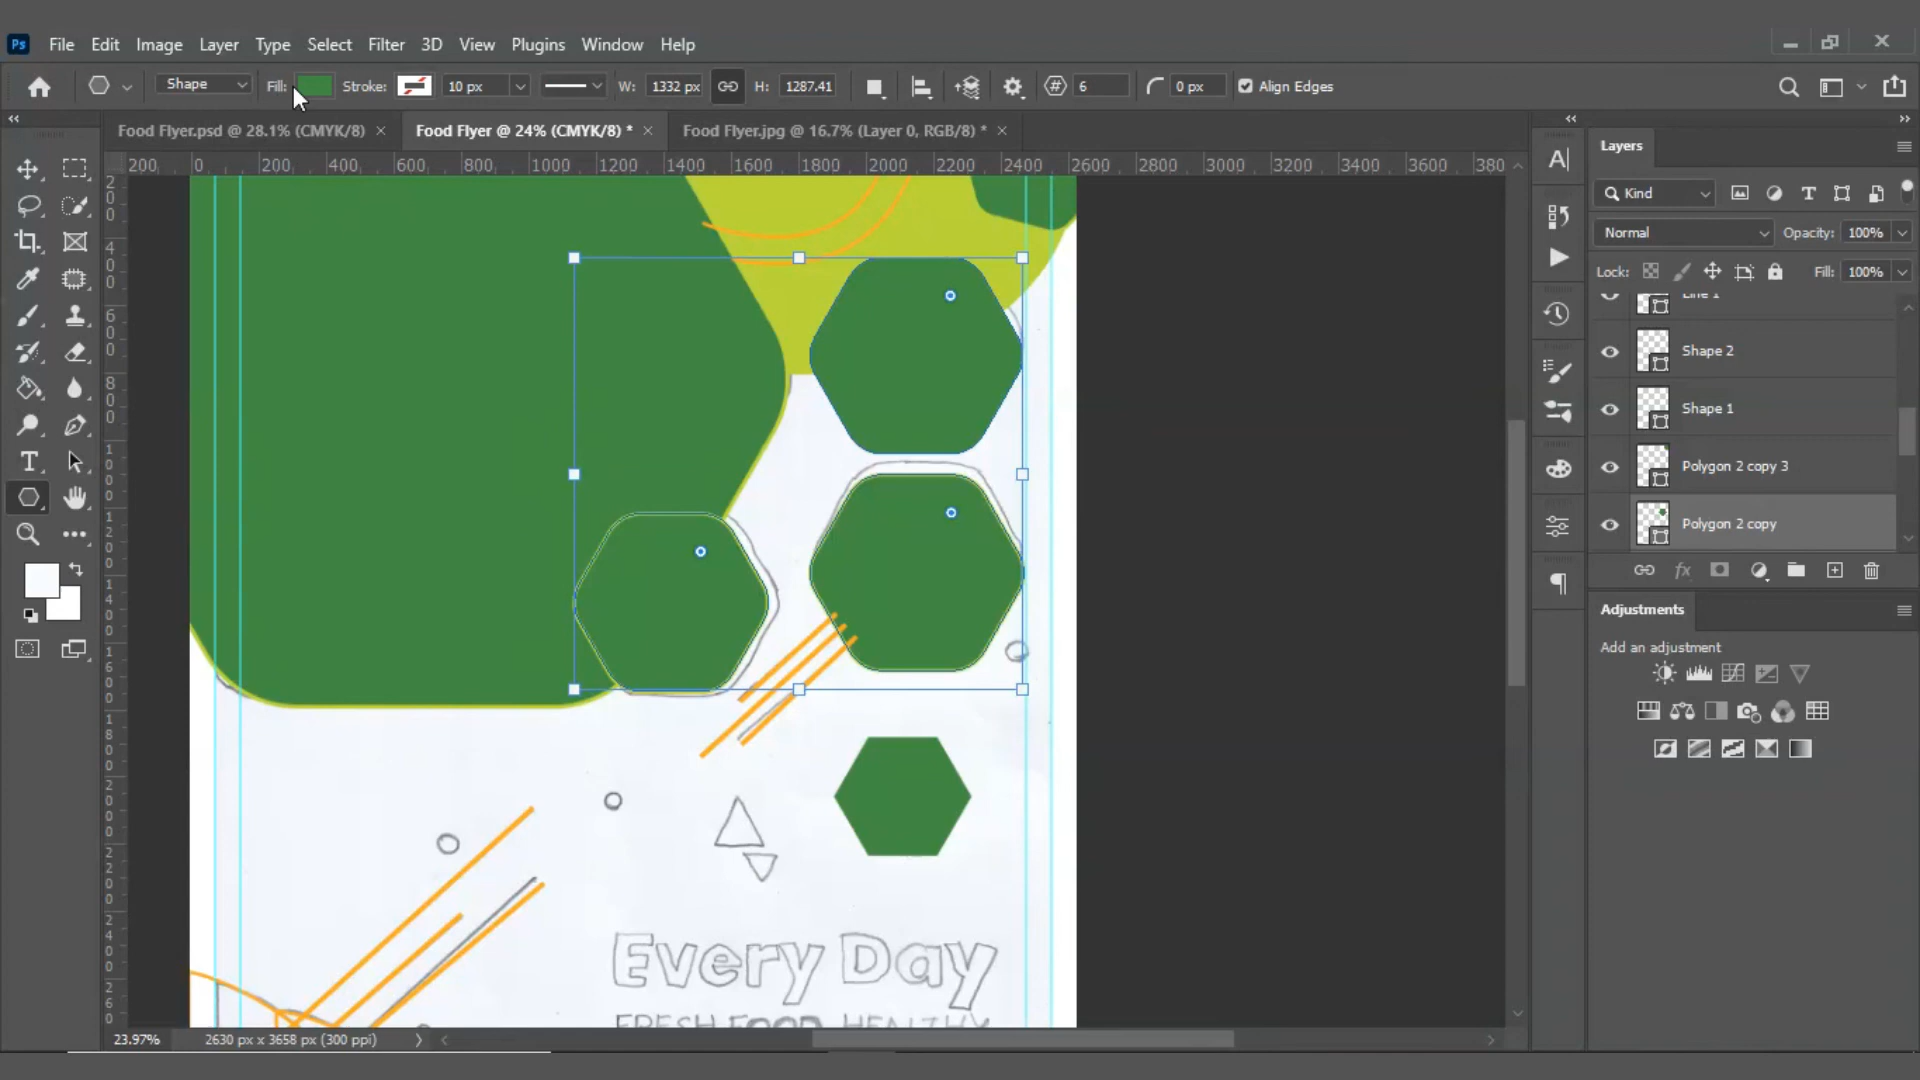 Ps File Edit Image Layer Type Select Filter 3D View Plugins Window Help
Shape Fill: Stroke: 10 px W: 1332 px H: 1287.41 6 0 px Align Edges
Food Flyer.psd @ 28.1% (CMYK/8) × Food Flyer @ 24% (CMYK/8) * × Food Flyer.jpg @ 16.7% (Layer 0, RGB/8) * ×
200 0 200 400 600 800 1000 1200 1400 1600 1800 2000 2200 2400 2600 2800 3000 3200 3400 3600 380
Layers
Kind
Normal Opacity: 100%
Lock: Fill: 100%
Line 1
Shape 2
Shape 1
Polygon 2 copy 3
Polygon 2 copy
Adjustments
Add an adjustment
Every Day
FRESH FOOD HEALTHY
23.97% 2630 px x 3658 px (300 ppi)